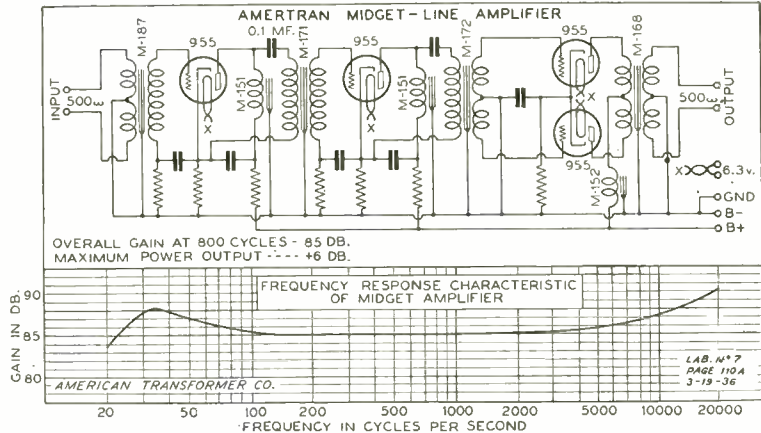 AMERTRAN MIDGET-LINE AMPLIFIER
M-187
955
0.1 MF.
M-151
M-171
955
M-151
M-172
955
M-168
INPUT
500ω
X
X
X
X
955
M-152
500ω
OUTPUT
X
6.3 v.
GND
B-
B+
OVERALL GAIN AT 800 CYCLES - 85 DB.
MAXIMUM POWER OUTPUT ---- +6 DB.
FREQUENCY RESPONSE CHARACTERISTIC
OF MIDGET AMPLIFIER
GAIN IN DB.
90
85
80
AMERICAN TRANSFORMER CO.
LAB. Nº 7
PAGE 110A
3-19-36
20 50 100 200 500 1000 2000 5000 10000 20000
FREQUENCY IN CYCLES PER SECOND